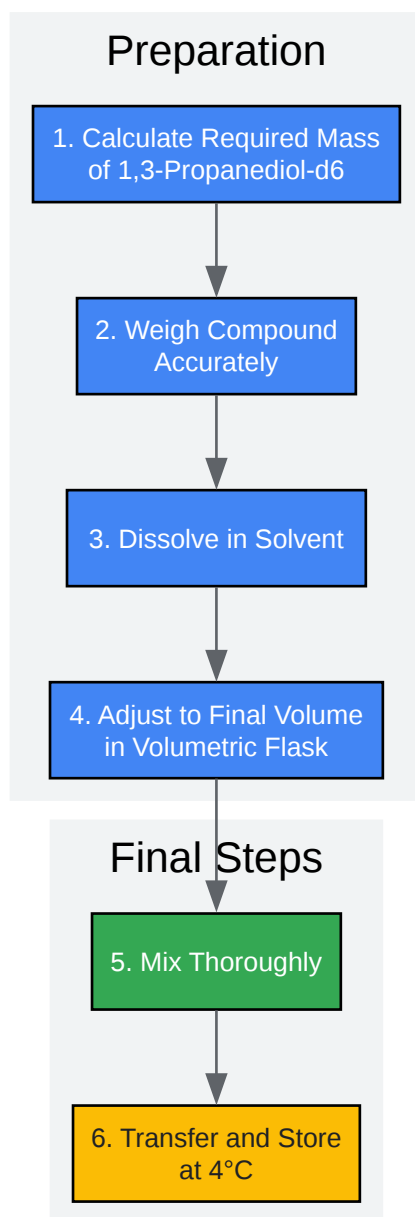 Preparation
1. Calculate Required Mass
of 1,3-Propanediol-d6
2. Weigh Compound
Accurately
3. Dissolve in Solvent
4. Adjust to Final Volume
in Volumetric Flask
Final Steps
5. Mix Thoroughly
6. Transfer and Store
at 4°C